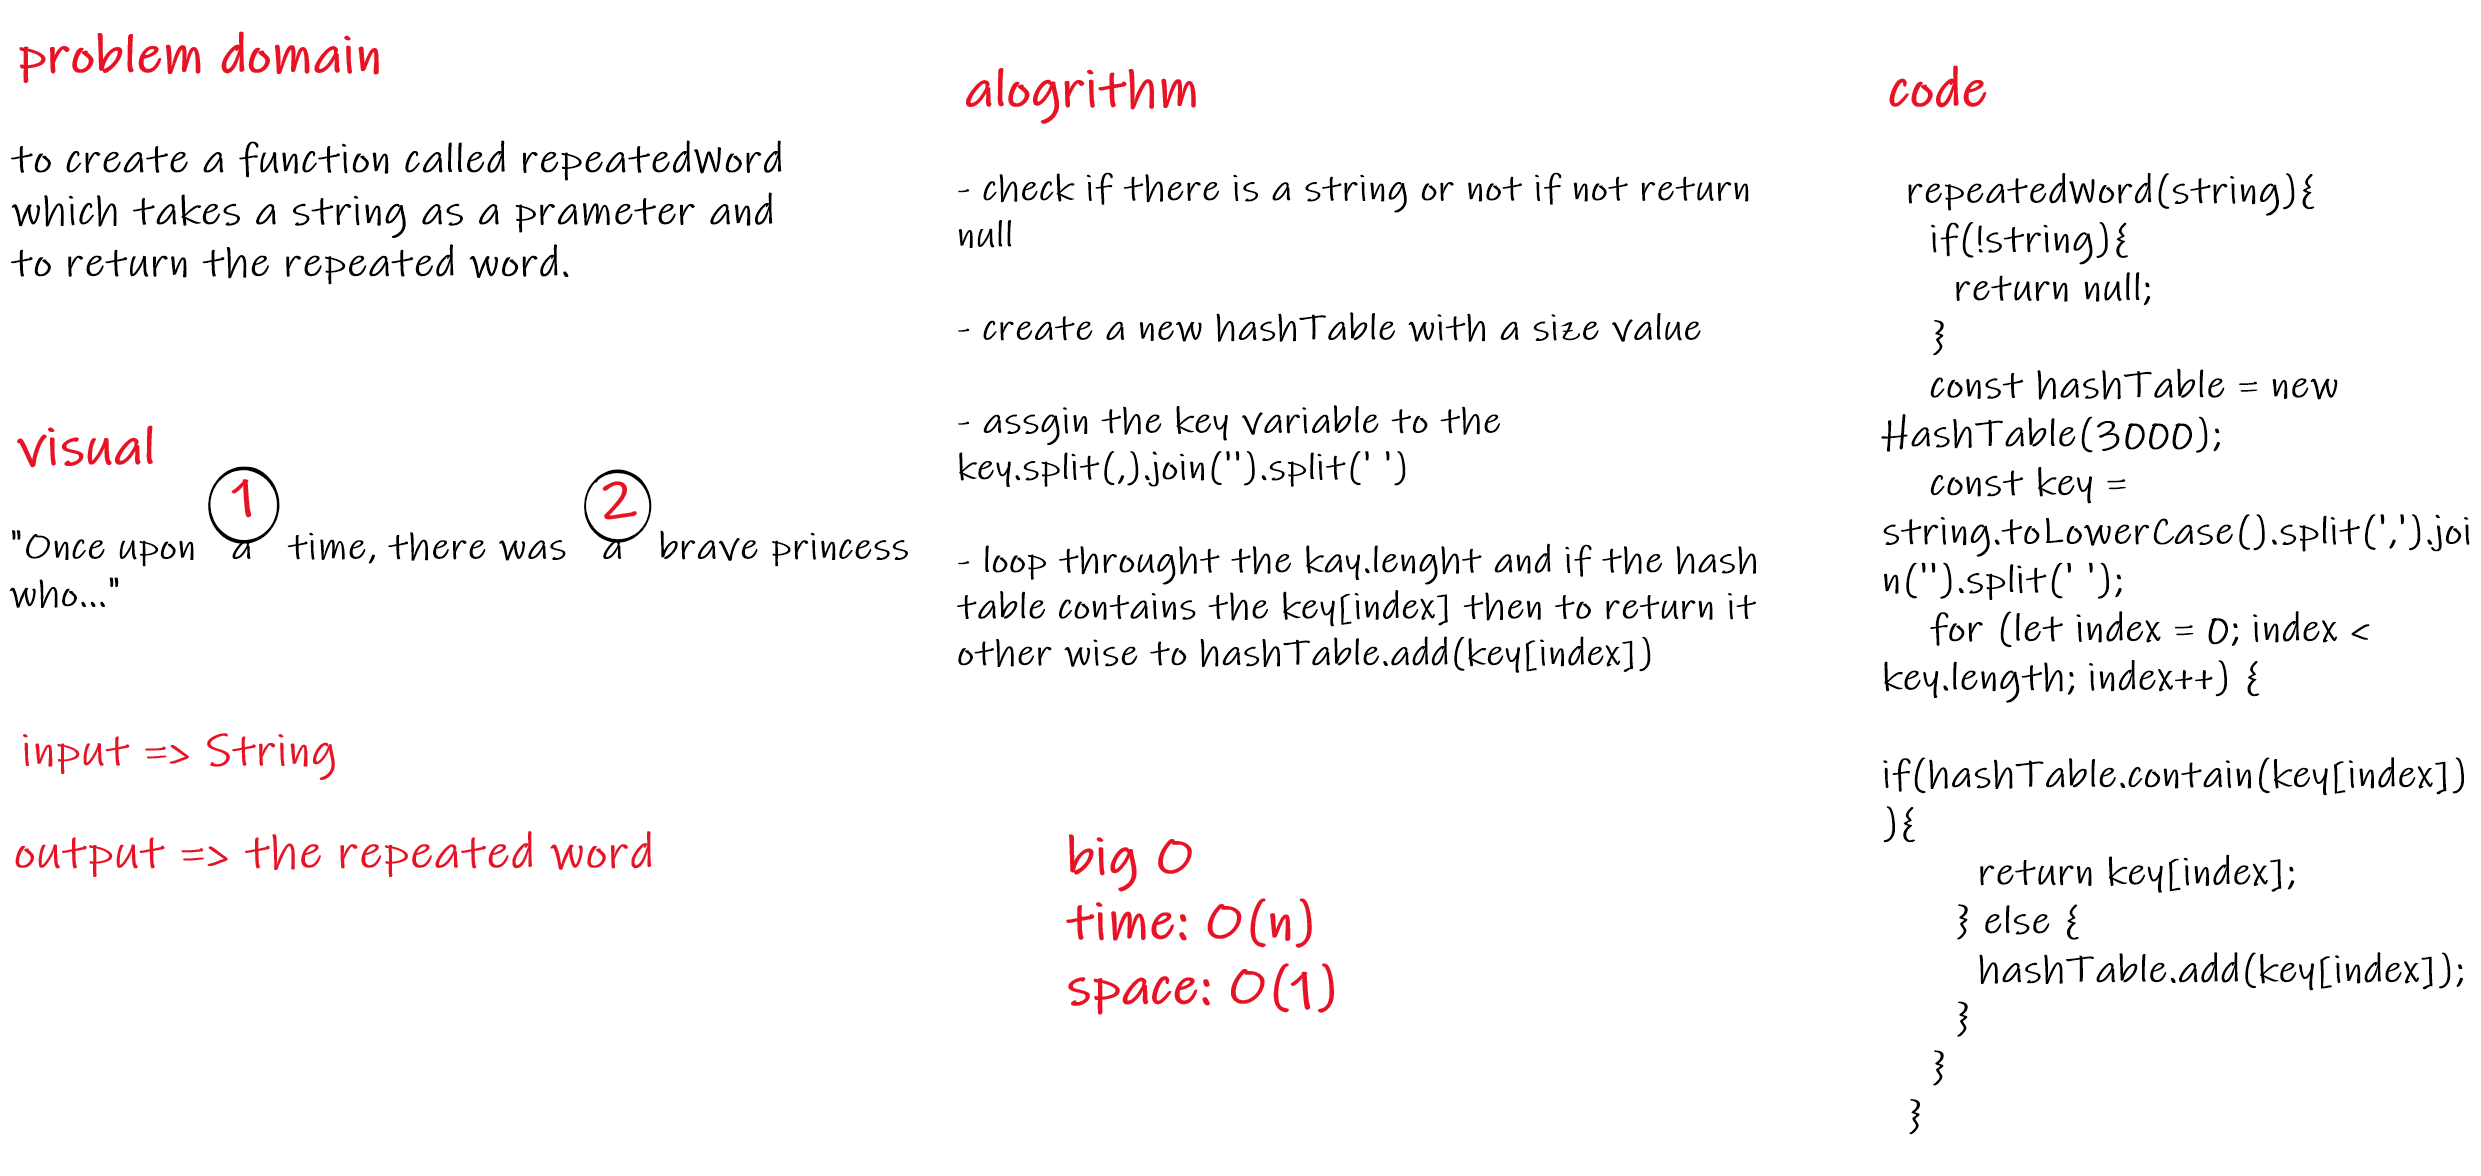 problem domain
to create a function called repeatedWord
which takes a string as a prameter and
to return the repeated word.
visual
1 2
"Once upon a time, there was a brave princess
who..."
input => String
output => the repeated word
alogrithm
- check if there is a string or not if not return
null
- create a new hashTable with a size value
- assgin the key variable to the
key.split(,).join('').split(' ')
- loop throught the kay.lenght and if the hash
table contains the key[index] then to return it
other wise to hashTable.add(key[index])
big O
time: O(n)
space: O(1)
code
repeatedWord(string){
if(!string){
return null;
}
const hashTable = new
HashTable(3000);
const key =
string.toLowerCase().split(',').joi
n('').split(' ');
for (let index = 0; index <
key.length; index++) {
if(hashTable.contain(key[index])
){
return key[index];
} else {
hashTable.add(key[index]);
}
}
}